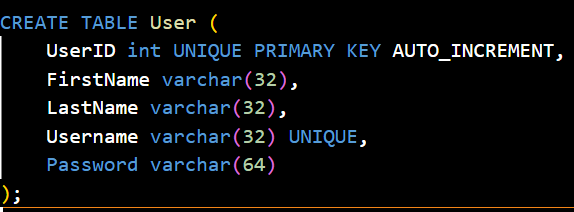 CREATE TABLE User (
    UserID int UNIQUE PRIMARY KEY AUTO_INCREMENT,
    FirstName varchar(32),
    LastName varchar(32),
    Username varchar(32) UNIQUE,
    Password varchar(64)
);